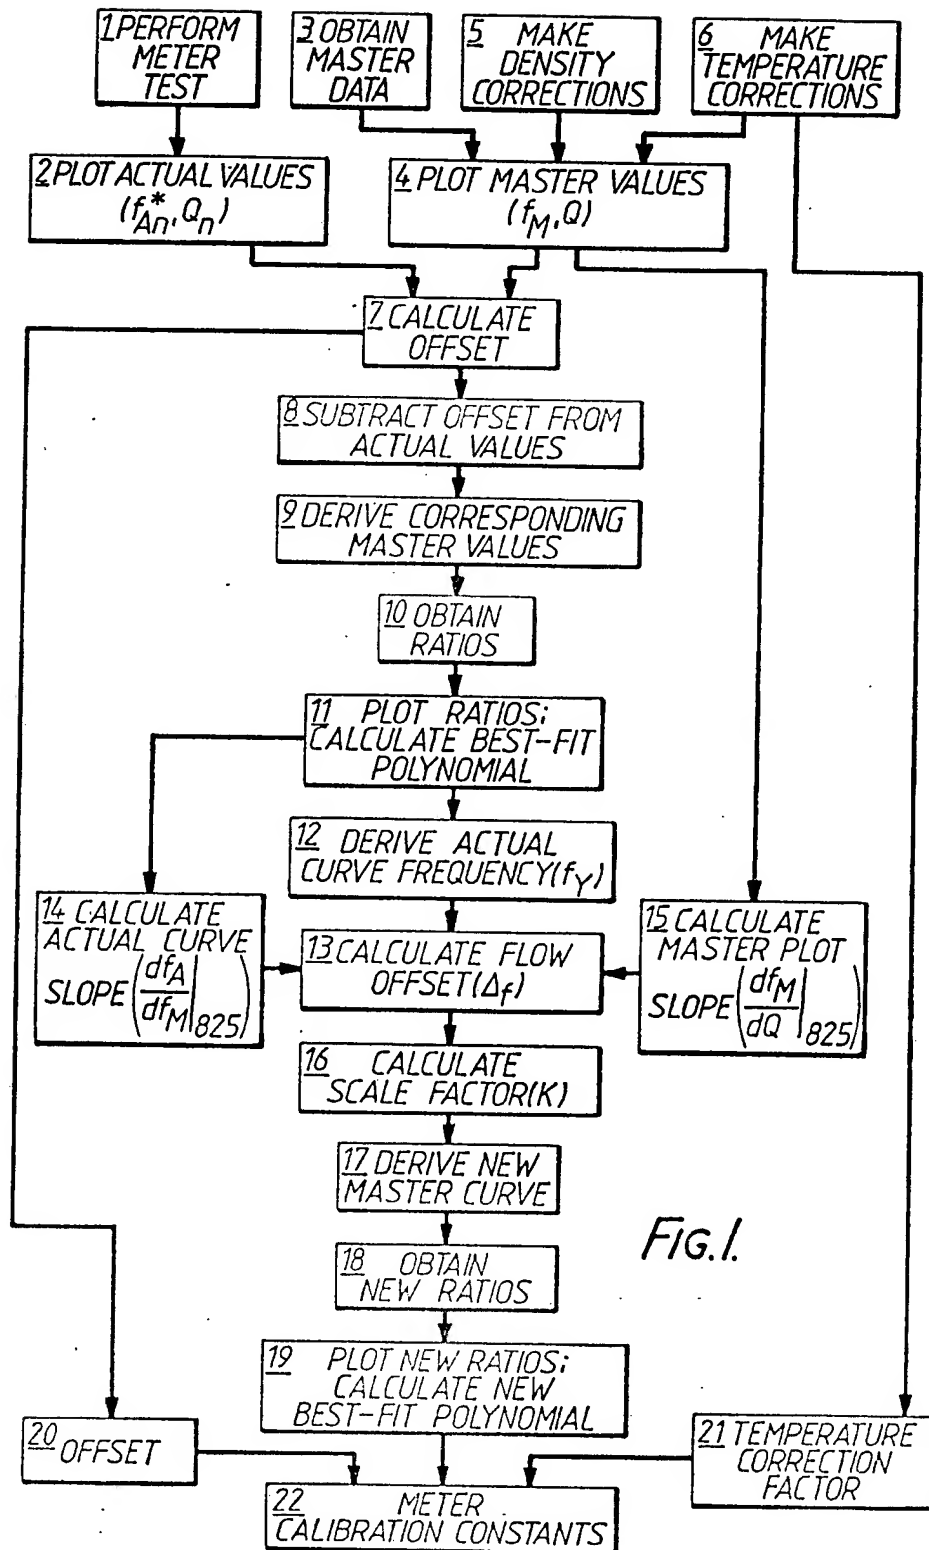 1 PERFORM
METER
TEST
3 OBTAIN
MASTER
DATA
5 MAKE
DENSITY
CORRECTIONS
6 MAKE
TEMPERATURE
CORRECTIONS
2 PLOT ACTUAL VALUES
(f*An, Qn)
4 PLOT MASTER VALUES
(fM, Q)
7 CALCULATE
OFFSET
8 SUBTRACT OFFSET FROM
ACTUAL VALUES
9 DERIVE CORRESPONDING
MASTER VALUES
10 OBTAIN
RATIOS
11 PLOT RATIOS;
CALCULATE BEST-FIT
POLYNOMIAL
12 DERIVE ACTUAL
CURVE FREQUENCY(fY)
14 CALCULATE
ACTUAL CURVE
SLOPE (dfA/dfM|825)
13 CALCULATE FLOW
OFFSET(Δf)
15 CALCULATE
MASTER PLOT
SLOPE (dfM/dQ|825)
16 CALCULATE
SCALE FACTOR(K)
17 DERIVE NEW
MASTER CURVE
FIG.1.
18 OBTAIN
NEW RATIOS
19 PLOT NEW RATIOS;
CALCULATE NEW
BEST-FIT POLYNOMIAL
20 OFFSET
21 TEMPERATURE
CORRECTION
FACTOR
22 METER
CALIBRATION CONSTANTS